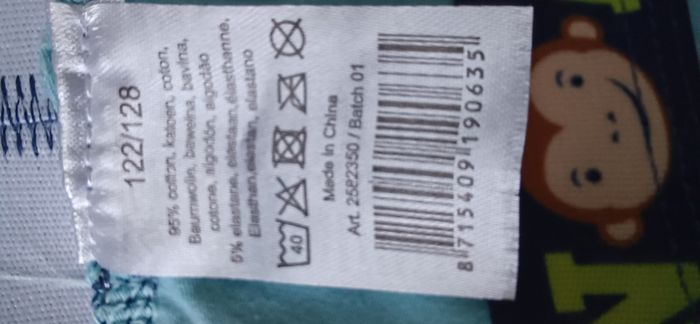 122/128
95% cotton, katoen, coton,
Baumwolle, bawełna, bavlna,
cotone, algodón, algodão
5% elastane, elastaan, élasthanne,
Elasthan, elastan, elastano
40
Made in China
Art. 2582350 / Batch 01
8 715409 190635